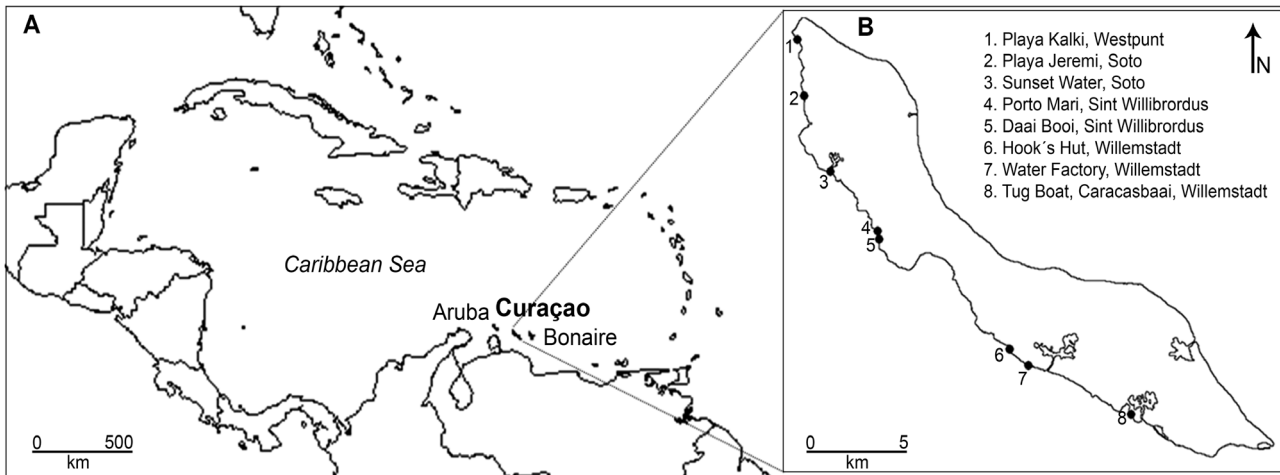 A
Caribbean Sea
Aruba Curaçao
Bonaire
0 500
km
B
1. Playa Kalki, Westpunt
2. Playa Jeremi, Soto
3. Sunset Water, Soto
4. Porto Mari, Sint Willibrordus
5. Daai Booi, Sint Willibrordus
6. Hook´s Hut, Willemstadt
7. Water Factory, Willemstadt
8. Tug Boat, Caracasbaai, Willemstadt
N
1
2
3
4
5
6
7
8
0 5
km